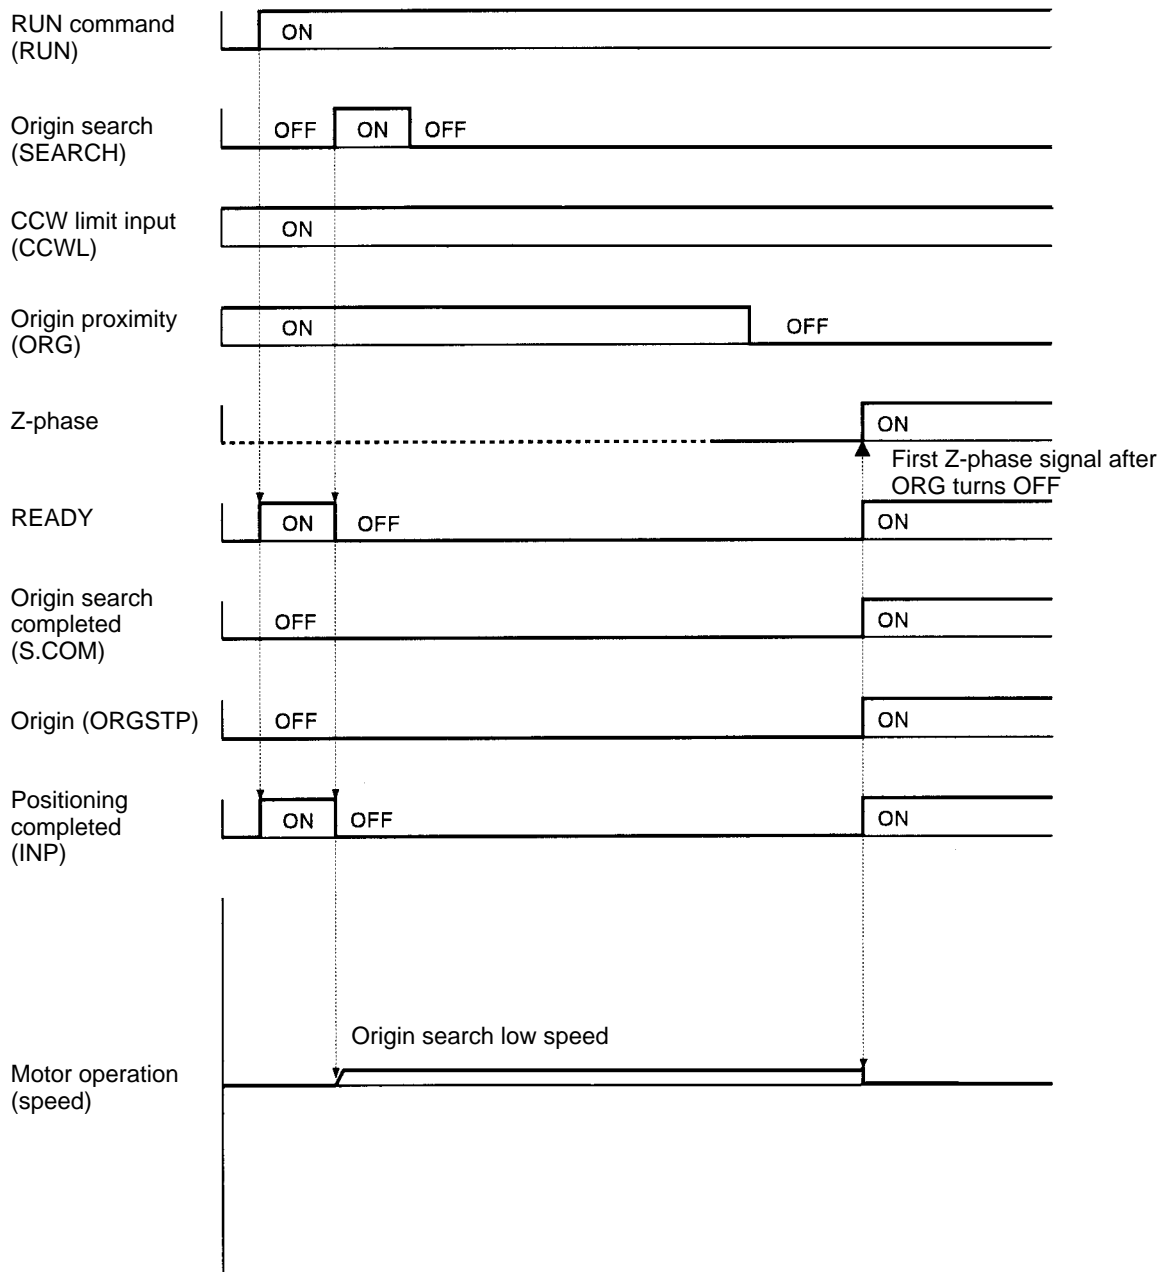 RUN command
(RUN)
ON
Origin search
(SEARCH)
OFF ON OFF
CCW limit input
(CCWL)
ON
Origin proximity
(ORG)
ON OFF
Z-phase
ON
First Z-phase signal after
ORG turns OFF
READY
ON OFF ON
Origin search
completed
(S.COM)
OFF ON
Origin (ORGSTP)
OFF ON
Positioning
completed
(INP)
ON OFF ON
Origin search low speed
Motor operation
(speed)